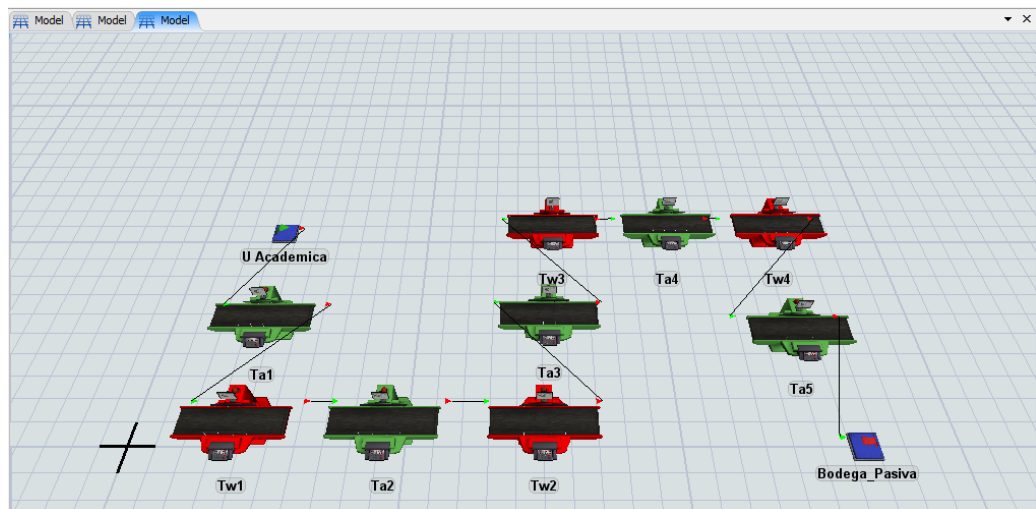 Model Model Model
U Academica
Tw3 Ta4 Tw4
Ta1 Ta3 Ta5
Tw1 Ta2 Tw2 Bodega_Pasiva